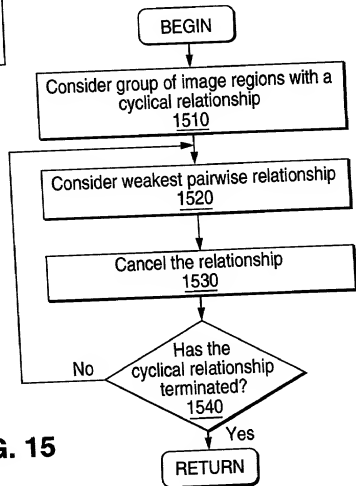 BEGIN
Consider group of image regions with a
cyclical relationship
1510
Consider weakest pairwise relationship
1520
Cancel the relationship
1530
Has the
cyclical relationship
terminated?
1540
No
Yes
RETURN
G. 15